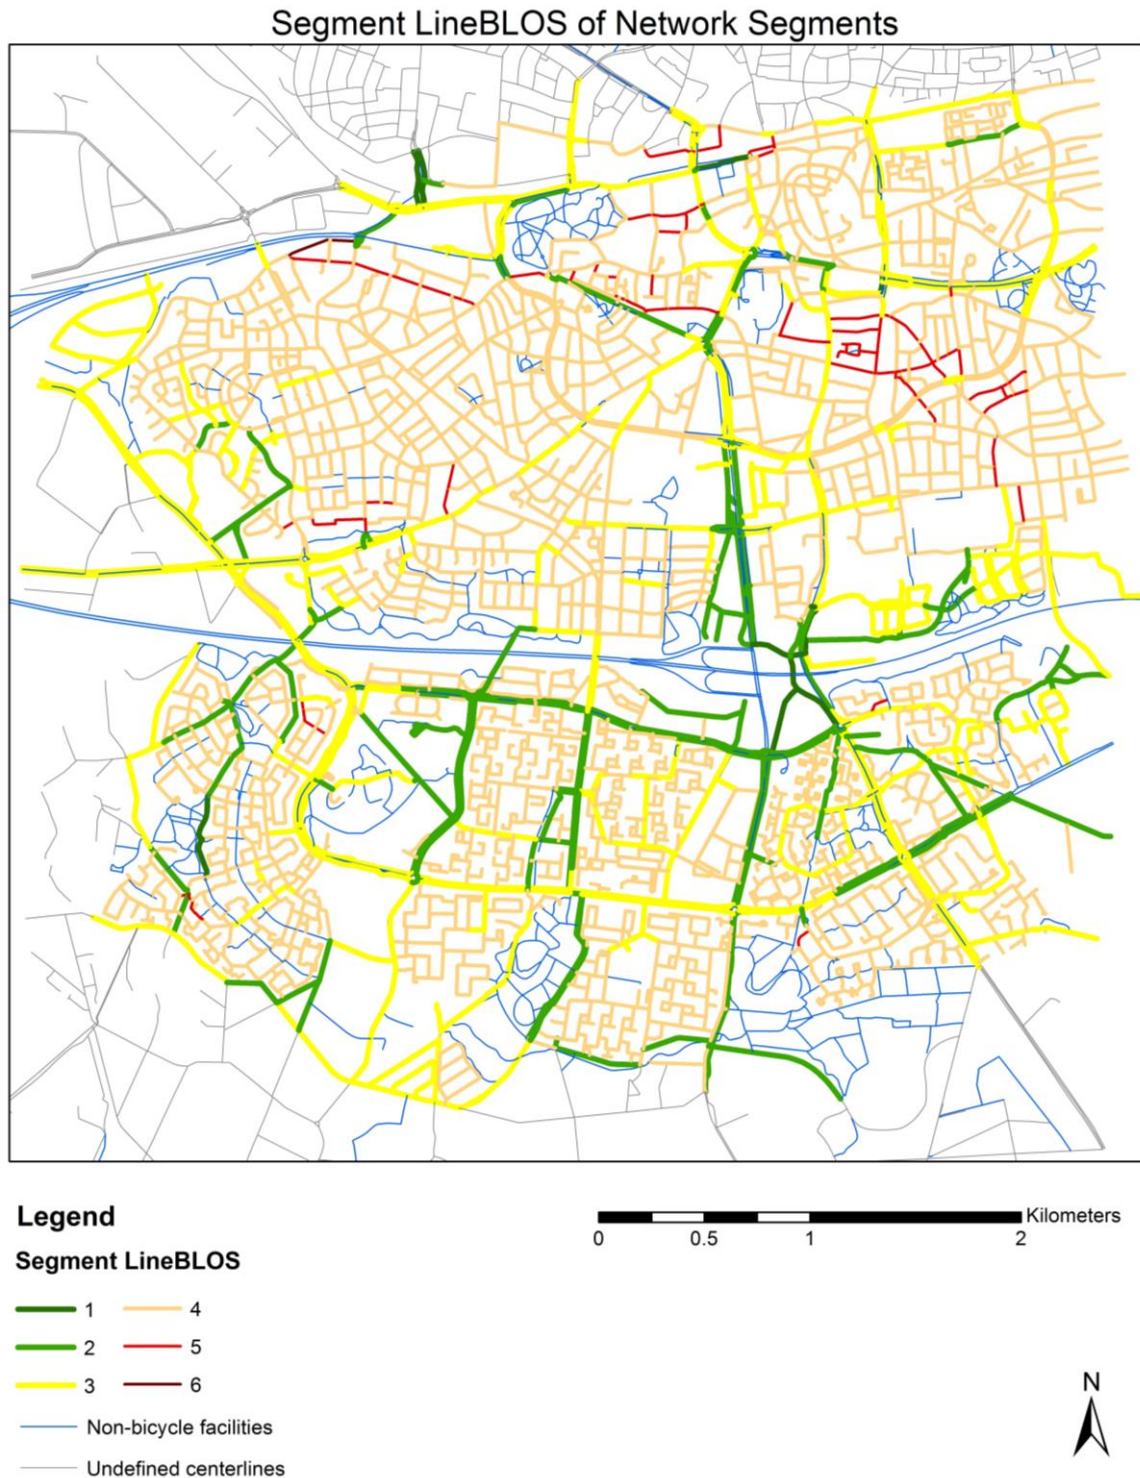 Segment LineBLOS of Network Segments
Legend
Segment LineBLOS
1
4
2
5
3
6
Non-bicycle facilities
Undefined centerlines
Kilometers
0 0.5 1 2
N